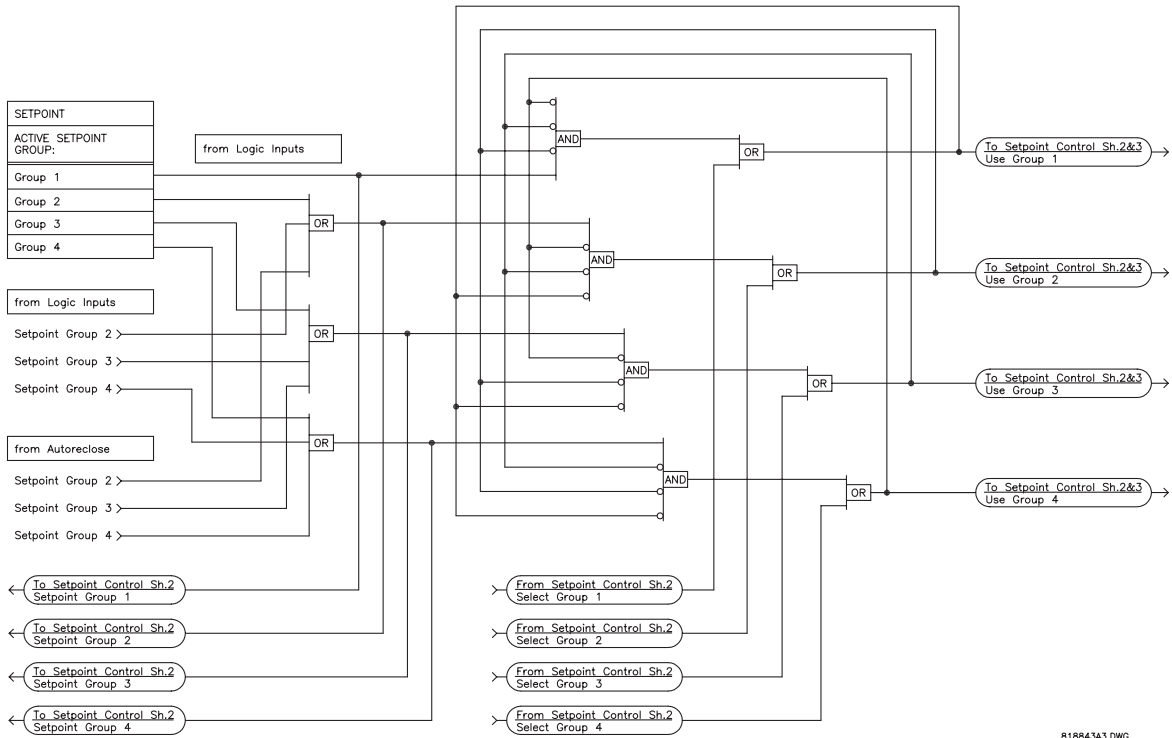 SETPOINT
ACTIVE SETPOINT
GROUP:
Group 1
Group 2
Group 3
Group 4
from Logic Inputs
from Logic Inputs
Setpoint Group 2
Setpoint Group 3
Setpoint Group 4
from Autoreclose
Setpoint Group 2
Setpoint Group 3
Setpoint Group 4
OR
OR
OR
AND
AND
AND
AND
OR
OR
OR
OR
To Setpoint Control Sh.2&3
Use Group 1
To Setpoint Control Sh.2&3
Use Group 2
To Setpoint Control Sh.2&3
Use Group 3
To Setpoint Control Sh.2&3
Use Group 4
To Setpoint Control Sh.2
Setpoint Group 1
To Setpoint Control Sh.2
Setpoint Group 2
To Setpoint Control Sh.2
Setpoint Group 3
To Setpoint Control Sh.2
Setpoint Group 4
From Setpoint Control Sh.2
Select Group 1
From Setpoint Control Sh.2
Select Group 2
From Setpoint Control Sh.2
Select Group 3
From Setpoint Control Sh.2
Select Group 4
818843A3.DWG